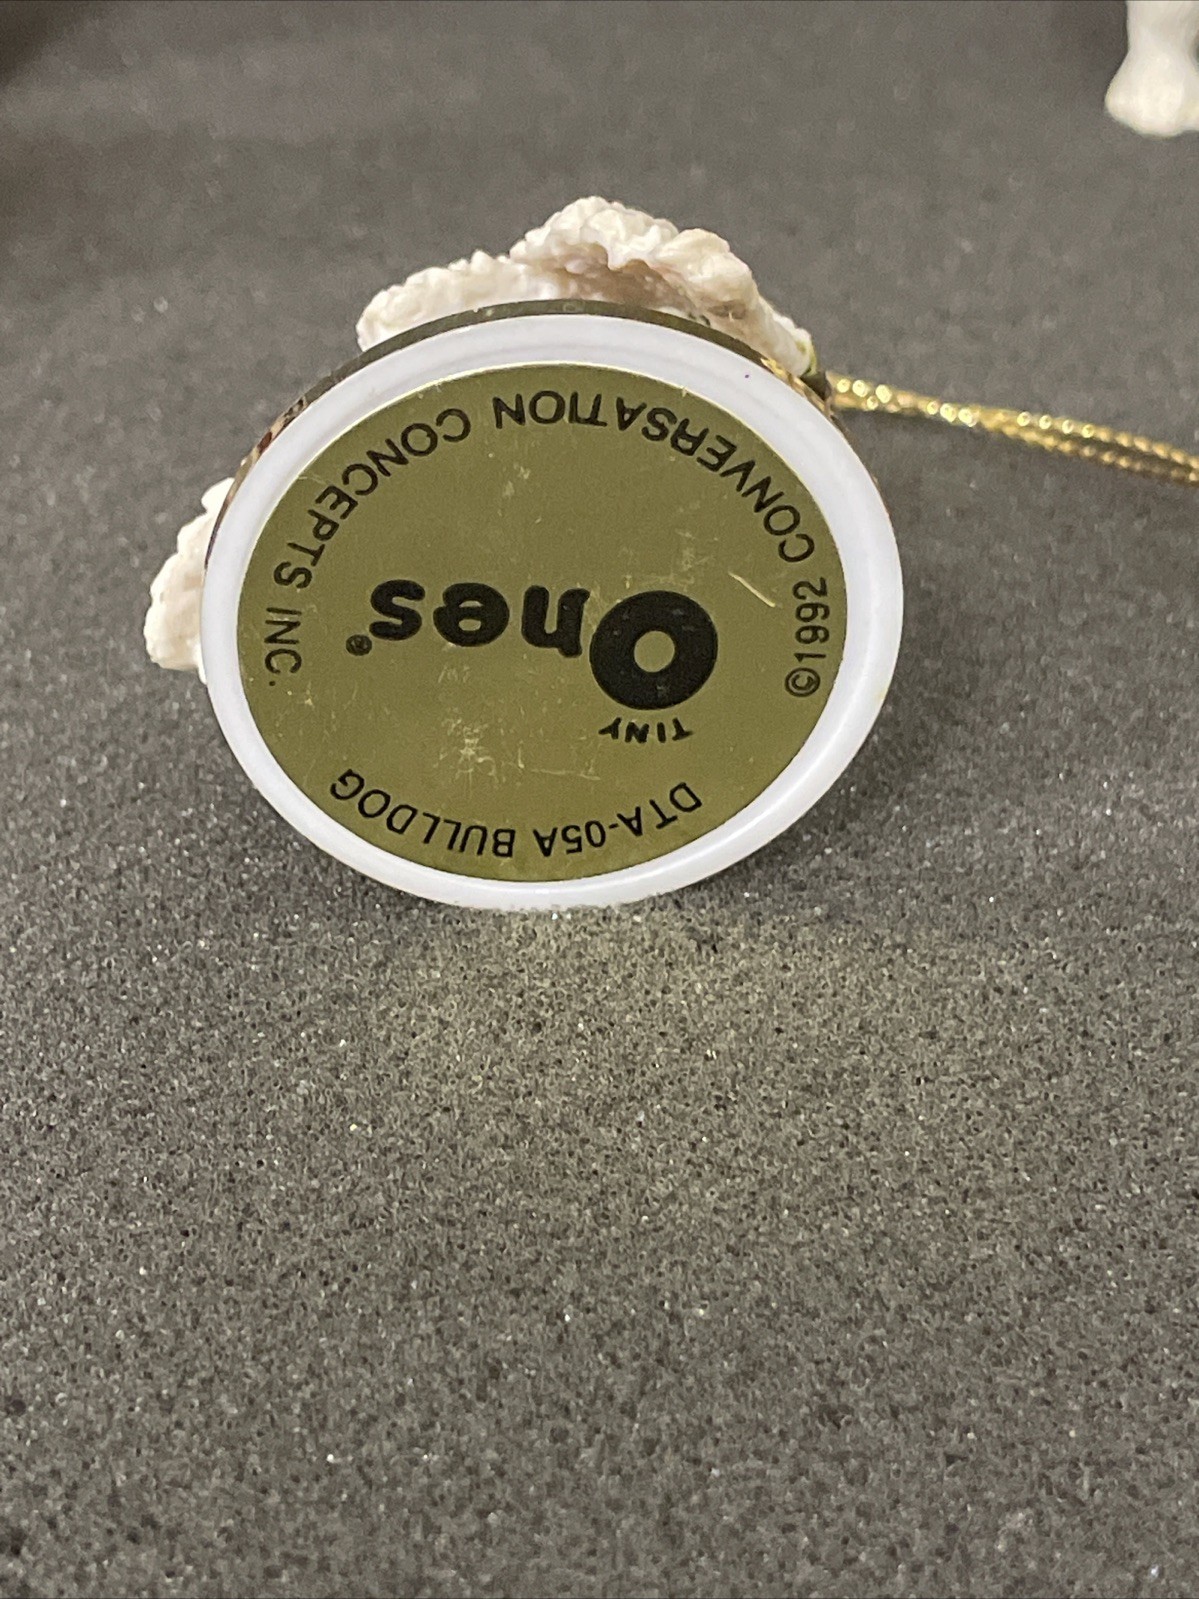 DTA-05A BULLDOG
TINY
Ones®
©1992 CONVERSATION CONCEPTS INC.